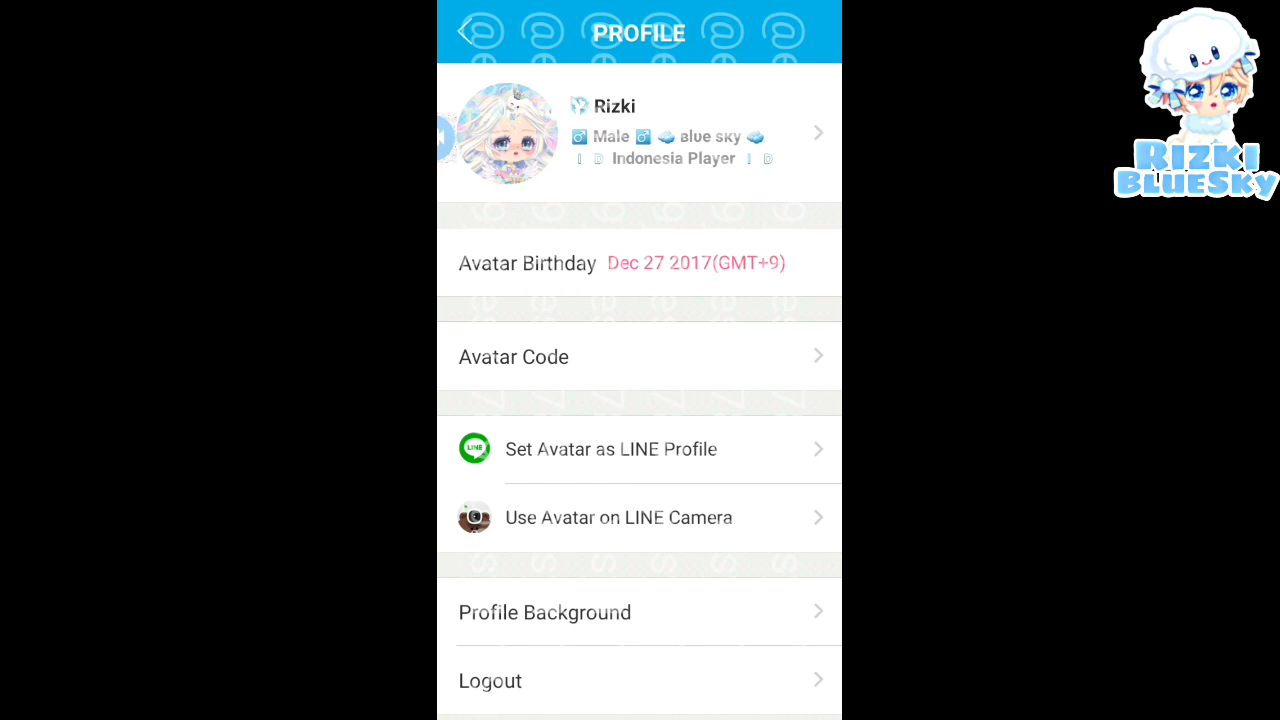 PROFILE
Rizki
♂ Male ♂ ☁ Blue sky ☁
I D Indonesia Player I D
Avatar Birthday Dec 27 2017(GMT+9)
Avatar Code
LINE
Set Avatar as LINE Profile
Use Avatar on LINE Camera
Profile Background
Logout
Rizki
BlueSky